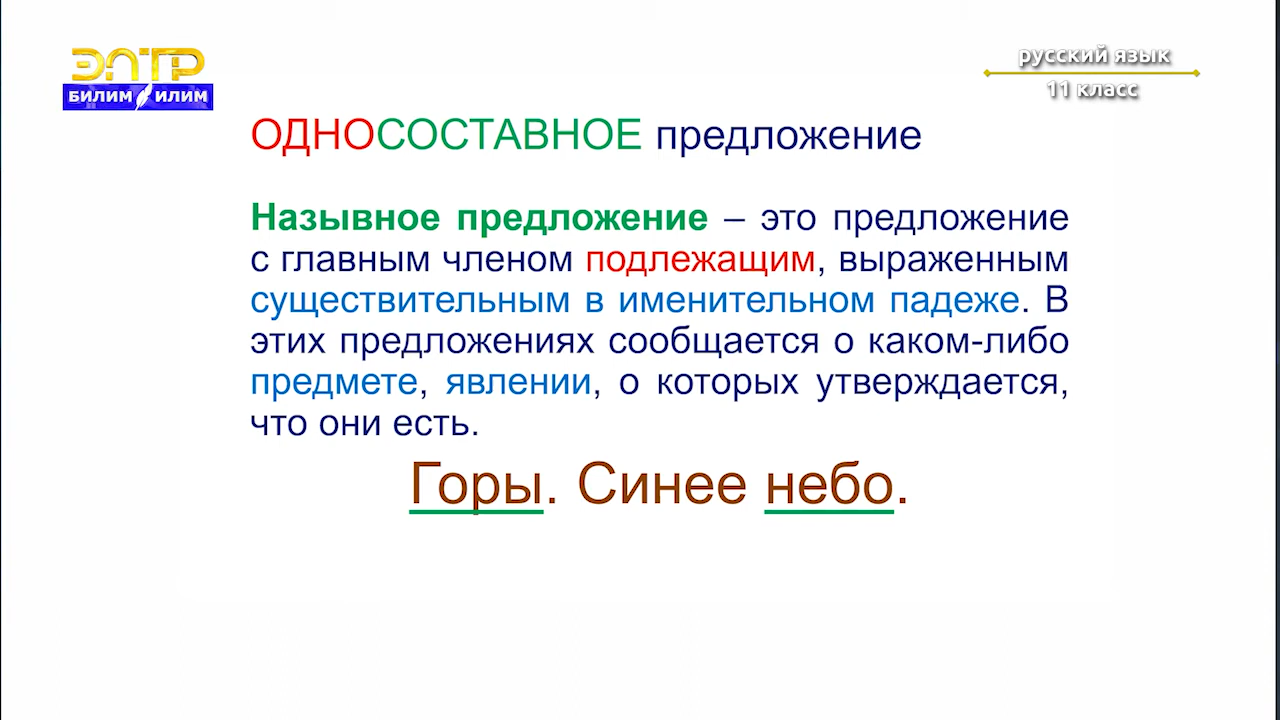 ЭЛТР
БИЛИМ ИЛИМ
русский язык
11 класс
ОДНОСОСТАВНОЕ предложение
Назывное предложение – это предложение
с главным членом подлежащим, выраженным
существительным в именительном падеже. В
этих предложениях сообщается о каком-либо
предмете, явлении, о которых утверждается,
что они есть.
Горы. Синее небо.